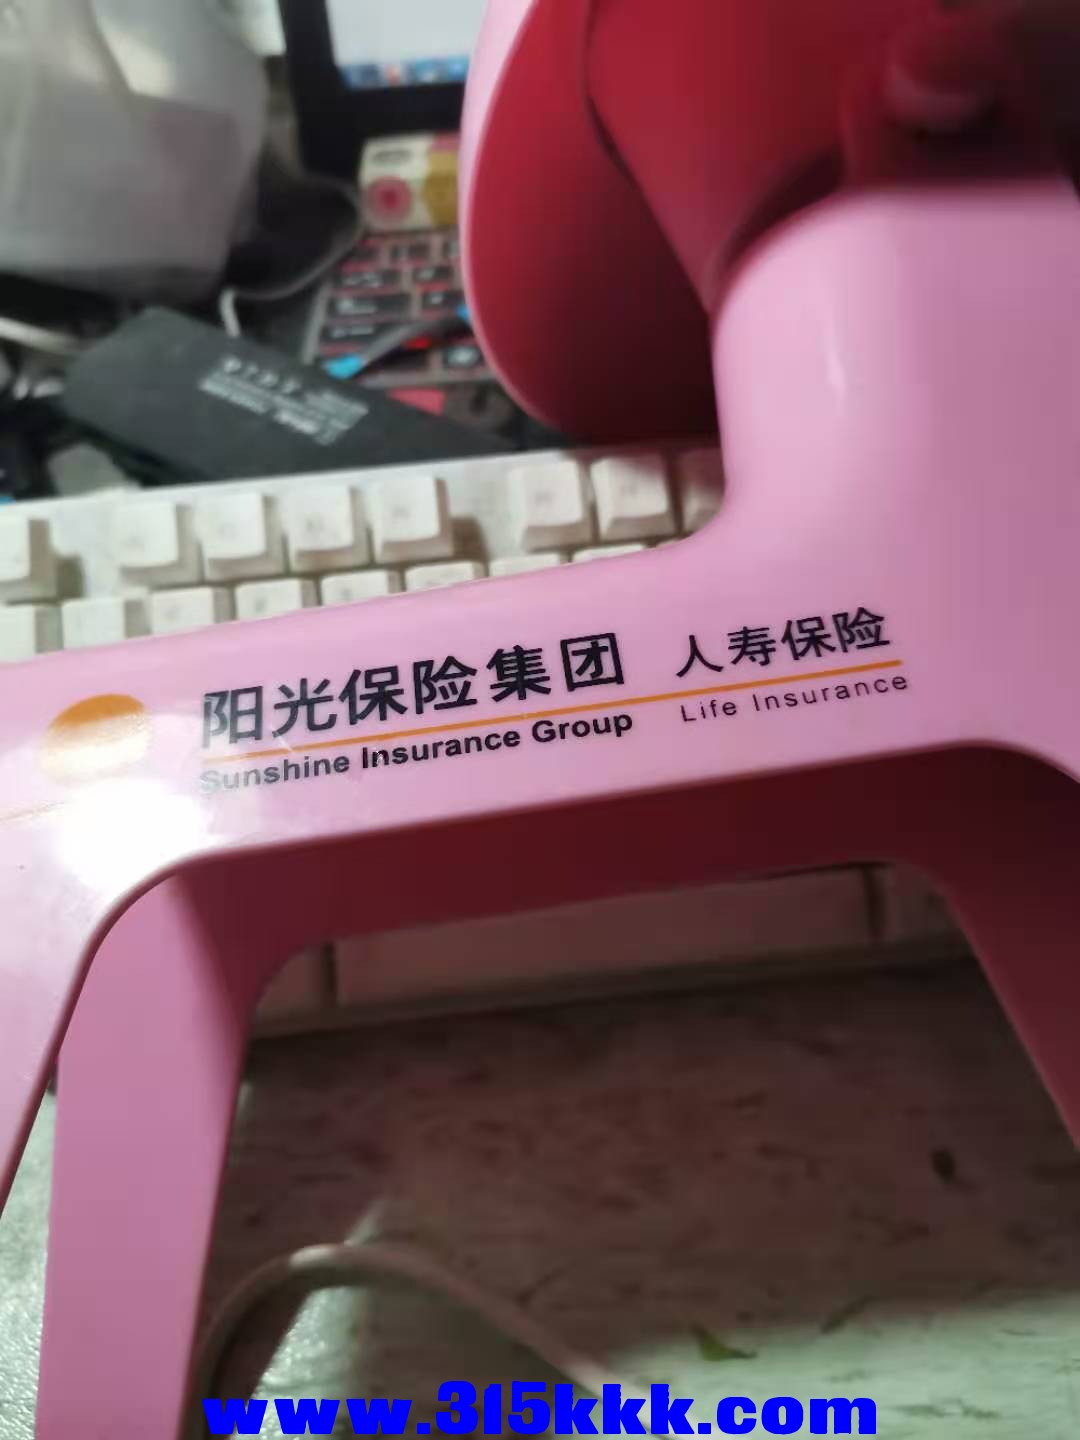 阳光保险集团 人寿保险
Sunshine Insurance Group Life Insurance
www.315kkk.com